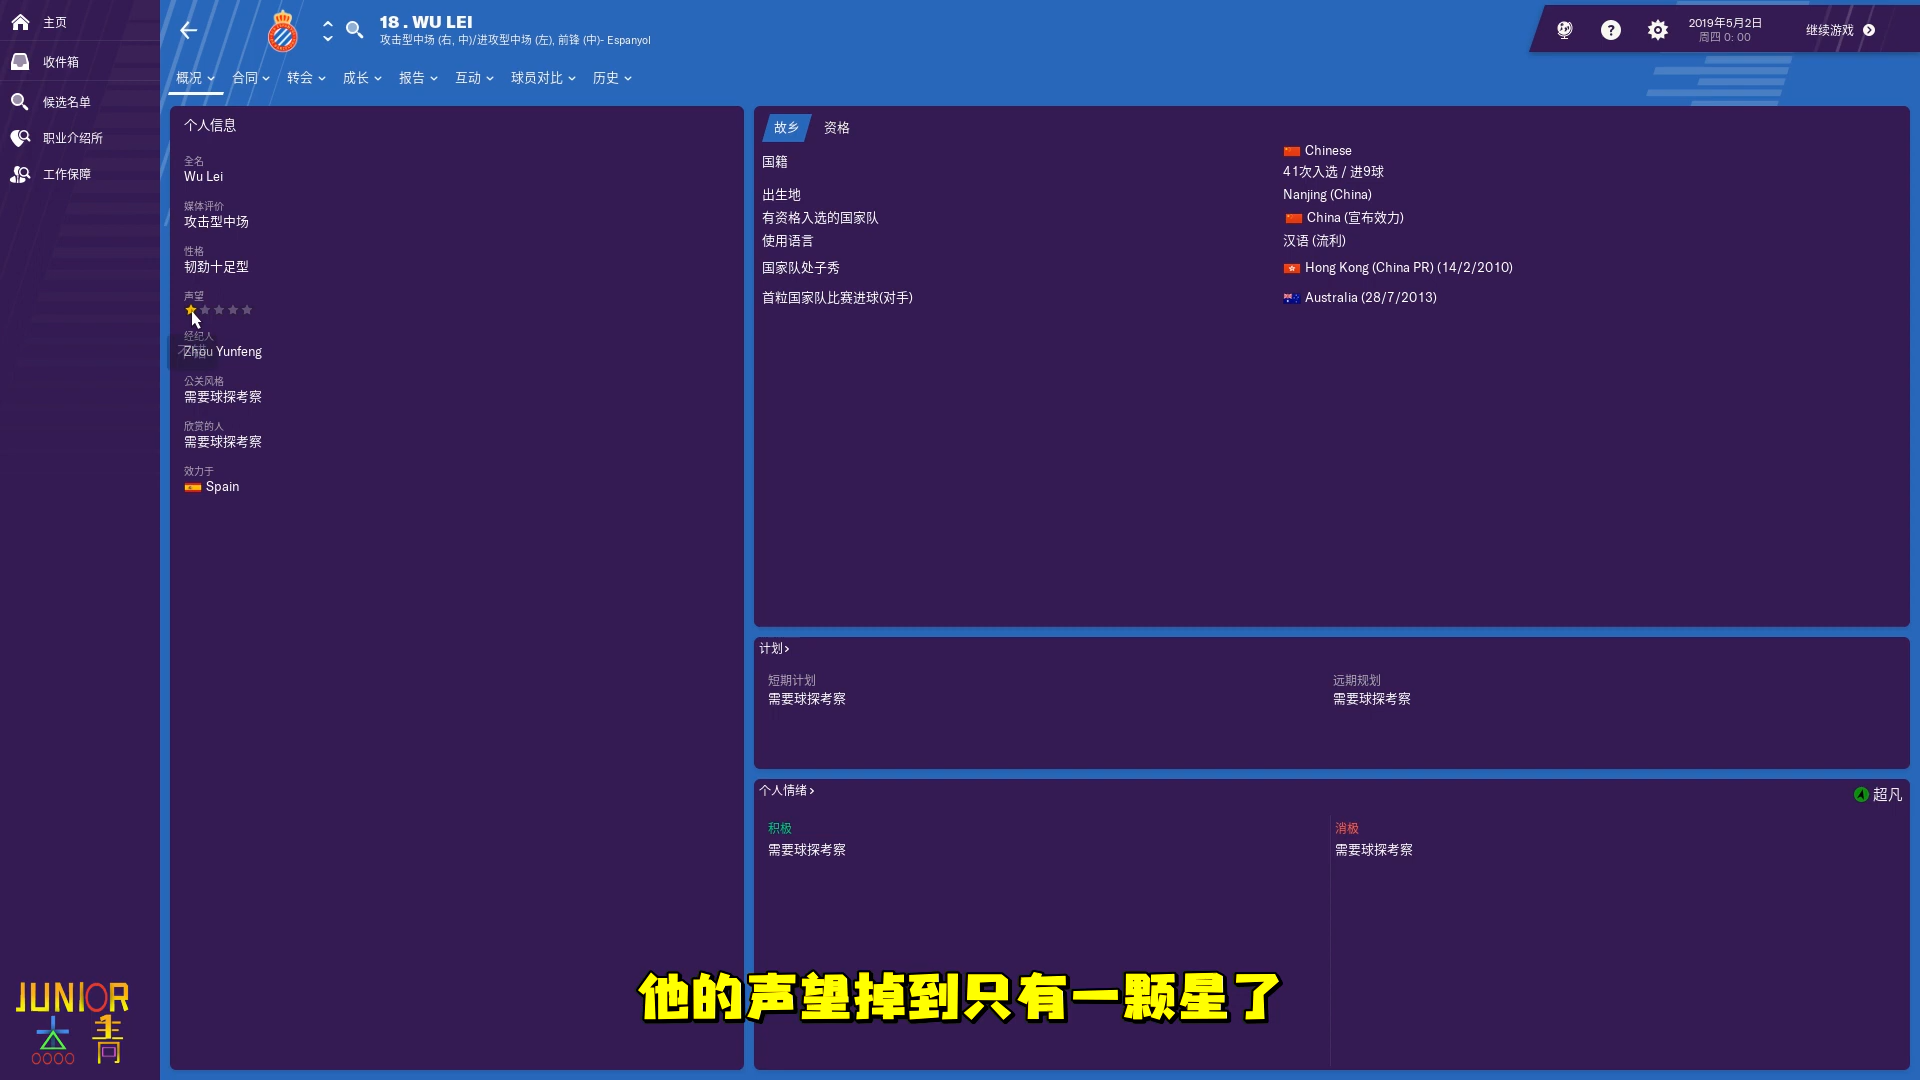 主页
收件箱
候选名单
职业介绍所
工作保障
18 . WU LEI
攻击型中场 (右, 中)/进攻型中场 (左), 前锋 (中)- Espanyol
2019年5月2日
周四 0: 00
继续游戏
概况
合同
转会
成长
报告
互动
球员对比
历史
个人信息
全名
Wu Lei
媒体评价
攻击型中场
性格
韧劲十足型
声望
经纪人
Zhou Yunfeng
公关风格
需要球探考察
欣赏的人
需要球探考察
效力于
Spain
故乡
资格
国籍
Chinese
41次入选 / 进9球
出生地
Nanjing (China)
有资格入选的国家队
China (宣布效力)
使用语言
汉语 (流利)
国家队处子秀
Hong Kong (China PR) (14/2/2010)
首粒国家队比赛进球(对手)
Australia (28/7/2013)
计划
短期计划
需要球探考察
远期规划
需要球探考察
个人情绪
超凡
积极
需要球探考察
消极
需要球探考察
他的声望掉到只有一颗星了
JUNIOR